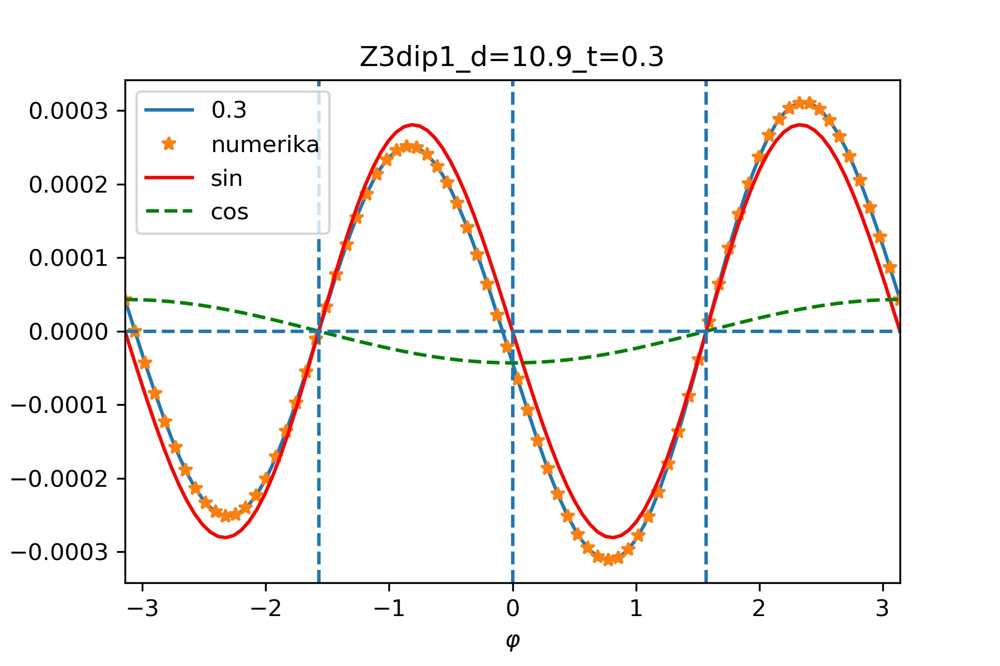 Z3dip1_d=10.9_t=0.3
0.3
numerika
sin
cos
0.0003
0.0002
0.0001
0.0000
−0.0001
−0.0002
−0.0003
−3 −2 −1 0 1 2 3
φ